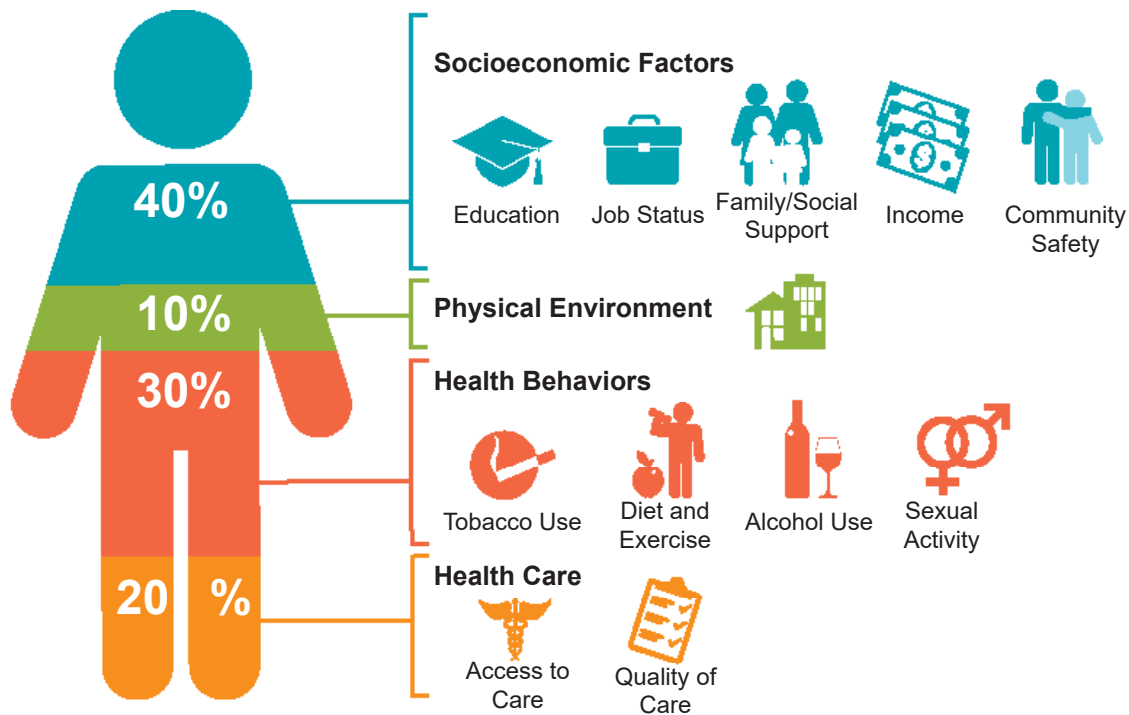 Socioeconomic Factors
40%
Education
Job Status
Family/Social
Support
Income
Community
Safety
10%
Physical Environment
30%
Health Behaviors
Tobacco Use
Diet and
Exercise
Alcohol Use
Sexual
Activity
20 %
Health Care
Access to
Care
Quality of
Care